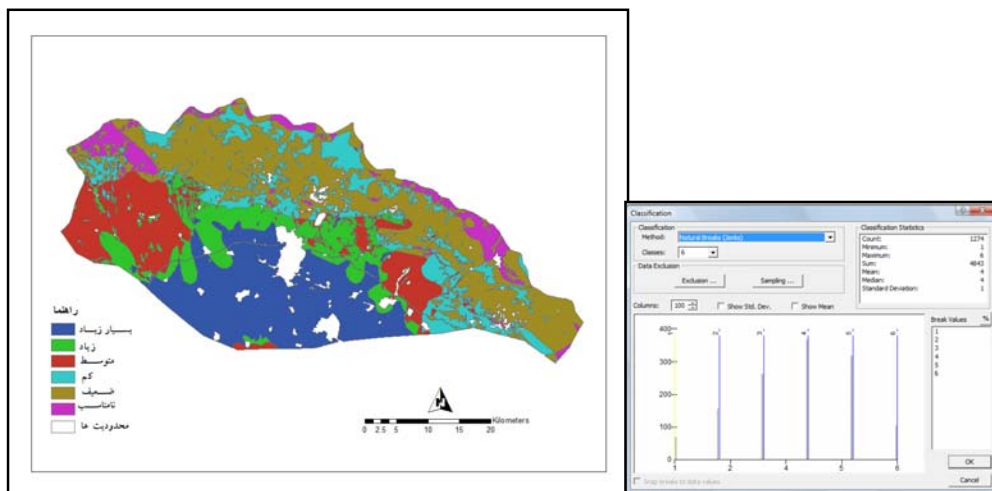 راهنما
بسیار زیاد
زیاد
متوسط
کم
ضعیف
نامناسب
محدودیت ها
N
Kilometers
0 2.5 5 10 15 20
Classification
Classification
Method: Natural Breaks (Jenks)
Classes: 6
Data Exclusion
Exclusion ...
Sampling ...
Classification Statistics
Count: 1274
Minimum: 1
Maximum: 6
Sum: 4843
Mean: 4
Median: 4
Standard Deviation: 1
Columns: 100
Show Std. Dev.
Show Mean
Break Values
%
1
2
3
4
5
6
400
300
200
100
0
1 2 4 5 6
Snap breaks to data values
OK
Cancel